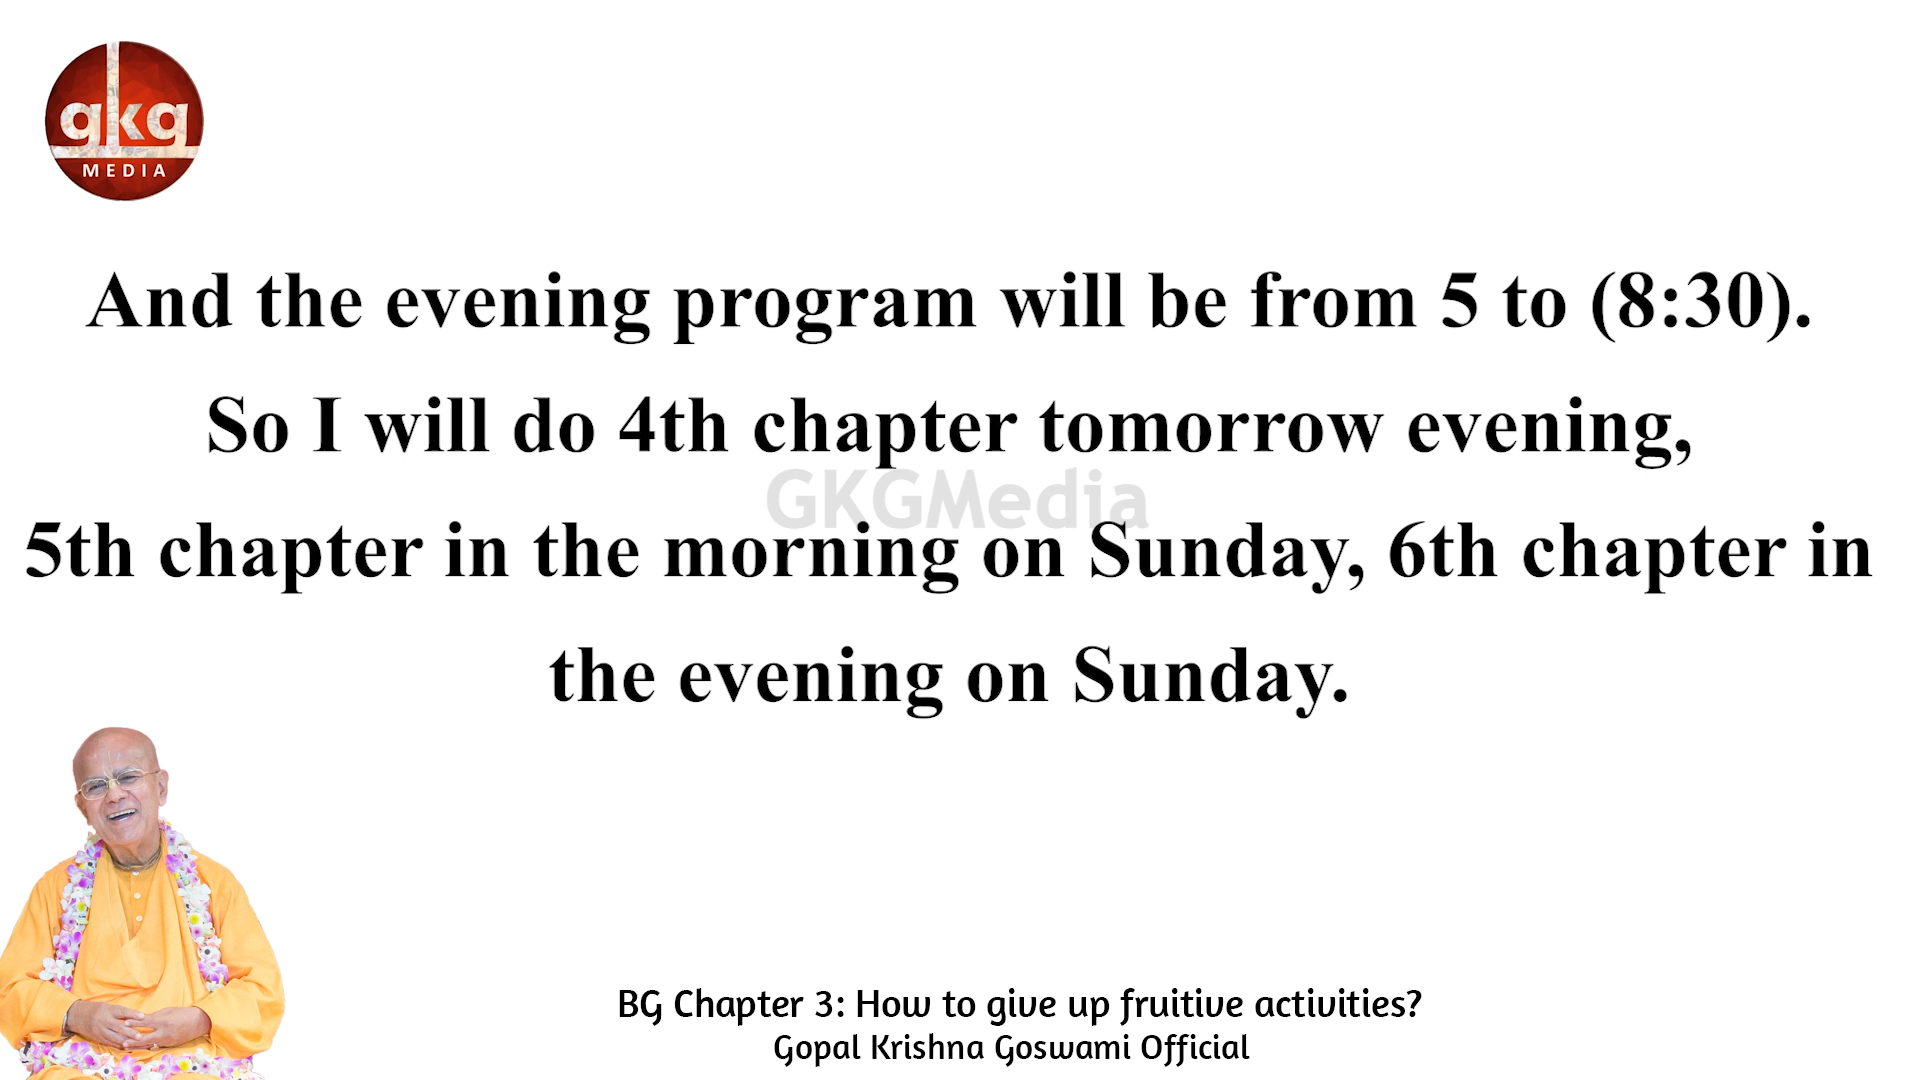 gkg
MEDIA
And the evening program will be from 5 to (8:30).
So I will do 4th chapter tomorrow evening,
GKGMedia
5th chapter in the morning on Sunday, 6th chapter in
the evening on Sunday.
BG Chapter 3: How to give up fruitive activities?
Gopal Krishna Goswami Official